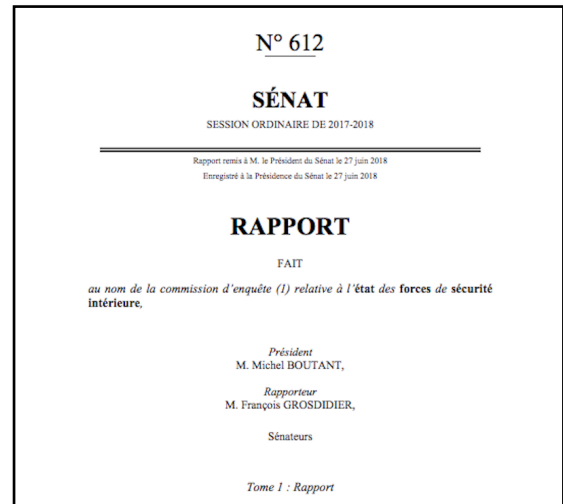 N° 612
SÉNAT
SESSION ORDINAIRE DE 2017-2018
Rapport remis à M. le Président du Sénat le 27 juin 2018
Enregistré à la Présidence du Sénat le 27 juin 2018
RAPPORT
FAIT
au nom de la commission d'enquête (1) relative à l'état des forces de sécurité
intérieure,
Président
M. Michel BOUTANT,
Rapporteur
M. François GROSDIDIER,
Sénateurs
Tome 1 : Rapport